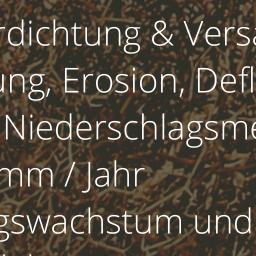 rdichtung & Versa
ung, Erosion, Defl
Niederschlagsme
mm / Jahr
gswachstum und